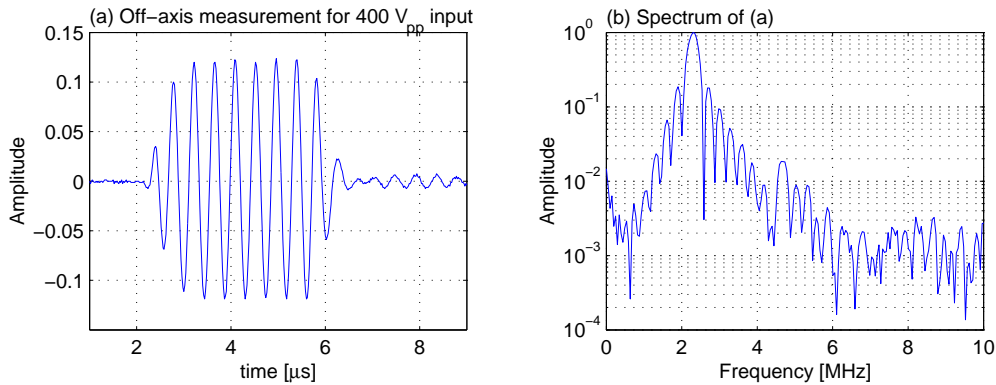 (a) Off−axis measurement for 400 Vpp input
0.15
0.1
0.05
0
−0.05
−0.1
Amplitude
2 4 6 8
time [μs]
(b) Spectrum of (a)
10^0
10^−1
10^−2
10^−3
10^−4
Amplitude
0 2 4 6 8 10
Frequency [MHz]